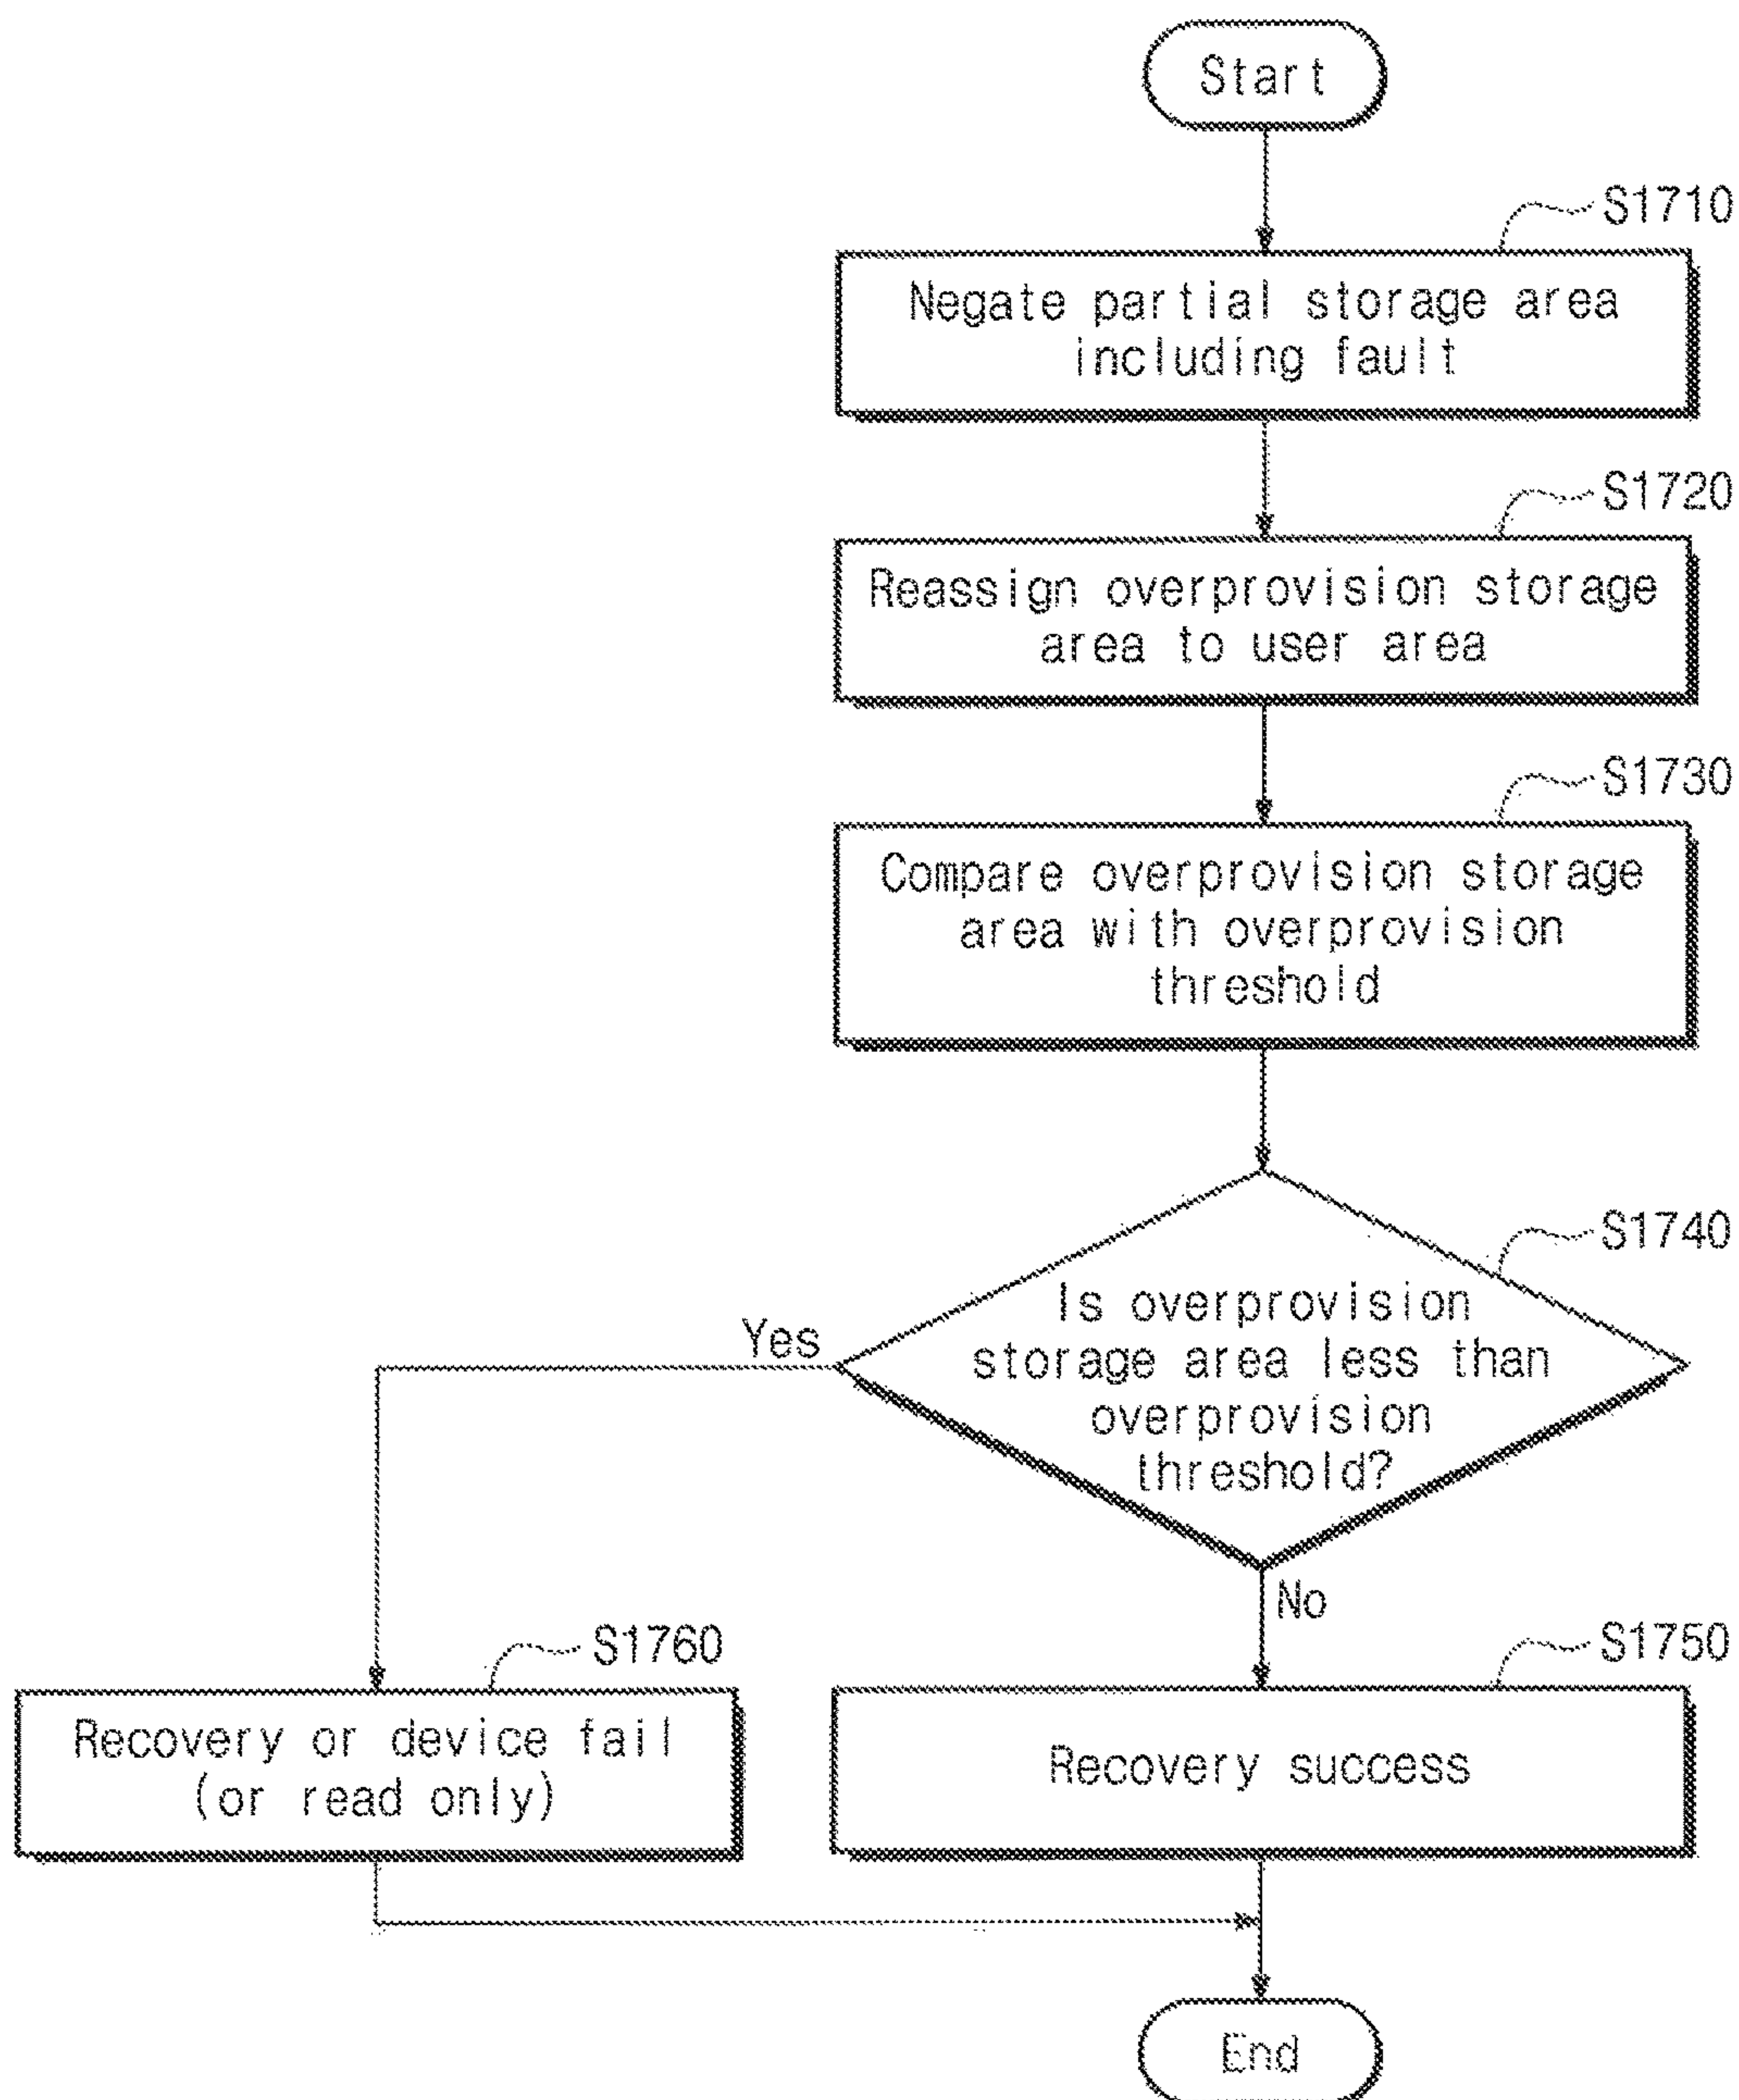 Start
S1710
Negate partial storage area
including fault
S1720
Reassign overprovision storage
area to user area
S1730
Compare overprovision storage
area with overprovision
threshold
S1740
Is overprovision
storage area less than
overprovision
threshold?
Yes
No
S1760
Recovery or device fail
(or read only)
S1750
Recovery success
End